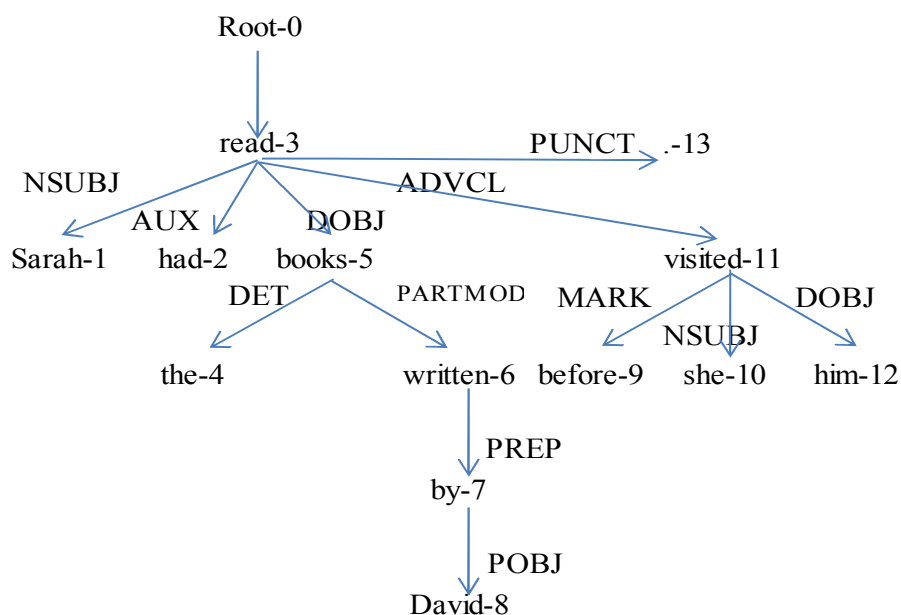 Root-0
read-3 PUNCT .-13
NSUBJ ADVCL
AUX DOBJ
Sarah-1 had-2 books-5 visited-11
DET PARTMOD MARK DOBJ
NSUBJ
the-4 written-6 before-9 she-10 him-12
PREP
by-7
POBJ
David-8